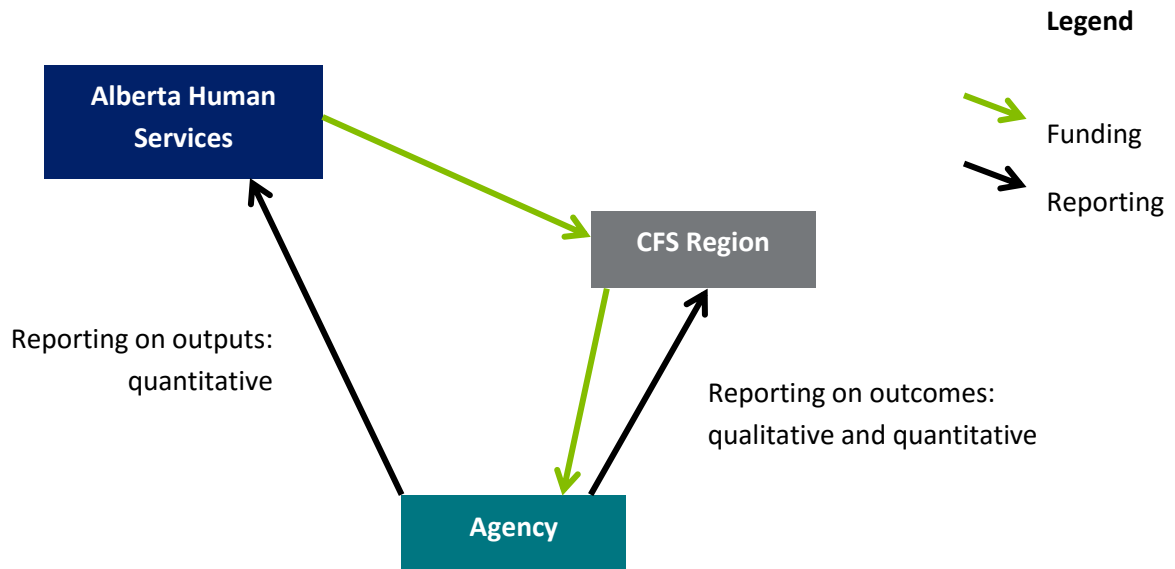 Legend
Alberta Human
Services
Funding
Reporting
CFS Region
Reporting on outputs:
quantitative
Reporting on outcomes:
qualitative and quantitative
Agency